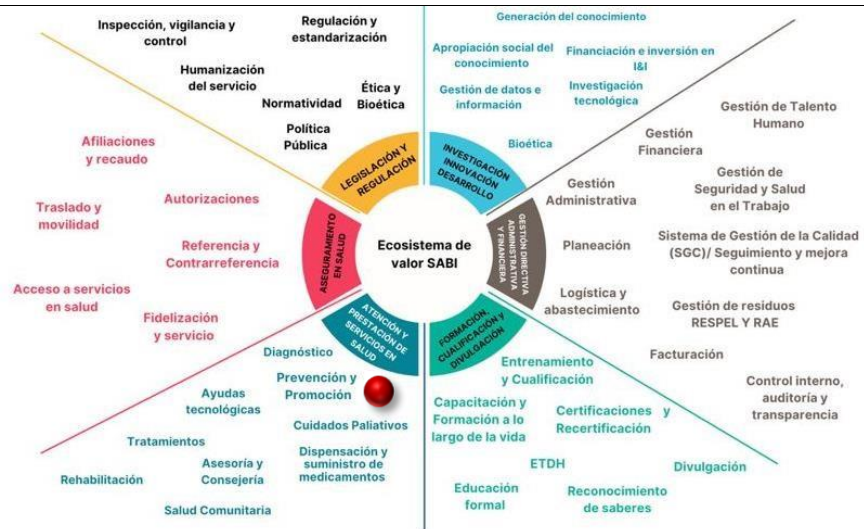 Inspección, vigilancia y
control
Regulación y
estandarización
Humanización
del servicio
Normatividad
Ética y
Bioética
Política
Pública
LEGISLACIÓN Y
REGULACIÓN
Generación del conocimiento
Apropiación social del
conocimiento
Financiación e inversión en
I&I
Gestión de datos e
información
Investigación
tecnológica
Bioética
INVESTIGACIÓN
INNOVACIÓN
DESARROLLO
Gestión de Talento
Humano
Gestión
Financiera
Gestión de
Seguridad y Salud
en el Trabajo
Gestión
Administrativa
Planeación
Sistema de Gestión de la Calidad
(SGC)/ Seguimiento y mejora
continua
Logística y
abastecimiento
Gestión de residuos
RESPEL Y RAE
Facturación
Control interno,
auditoría y
transparencia
GESTIÓN DIRECTIVA
ADMINISTRATIVA
Y FINANCIERA
Ecosistema de
valor SABI
Afiliaciones
y recaudo
Autorizaciones
Traslado y
movilidad
Referencia y
Contrarreferencia
Acceso a servicios
en salud
Fidelización
y servicio
ASEGURAMIENTO
EN SALUD
ATENCIÓN Y
PRESTACIÓN DE
SERVICIOS EN
SALUD
Diagnóstico
Prevención y
Promoción
Ayudas
tecnológicas
Cuidados Paliativos
Tratamientos
Asesoría y
Consejería
Dispensación y
suministro de
medicamentos
Rehabilitación
Salud Comunitaria
FORMACIÓN,
CUALIFICACIÓN y
DIVULGACIÓN
Entrenamiento
y Cualificación
Capacitación y
Formación a lo
largo de la vida
Certificaciones y
Recertificación
ETDH
Divulgación
Educación
formal
Reconocimiento
de saberes